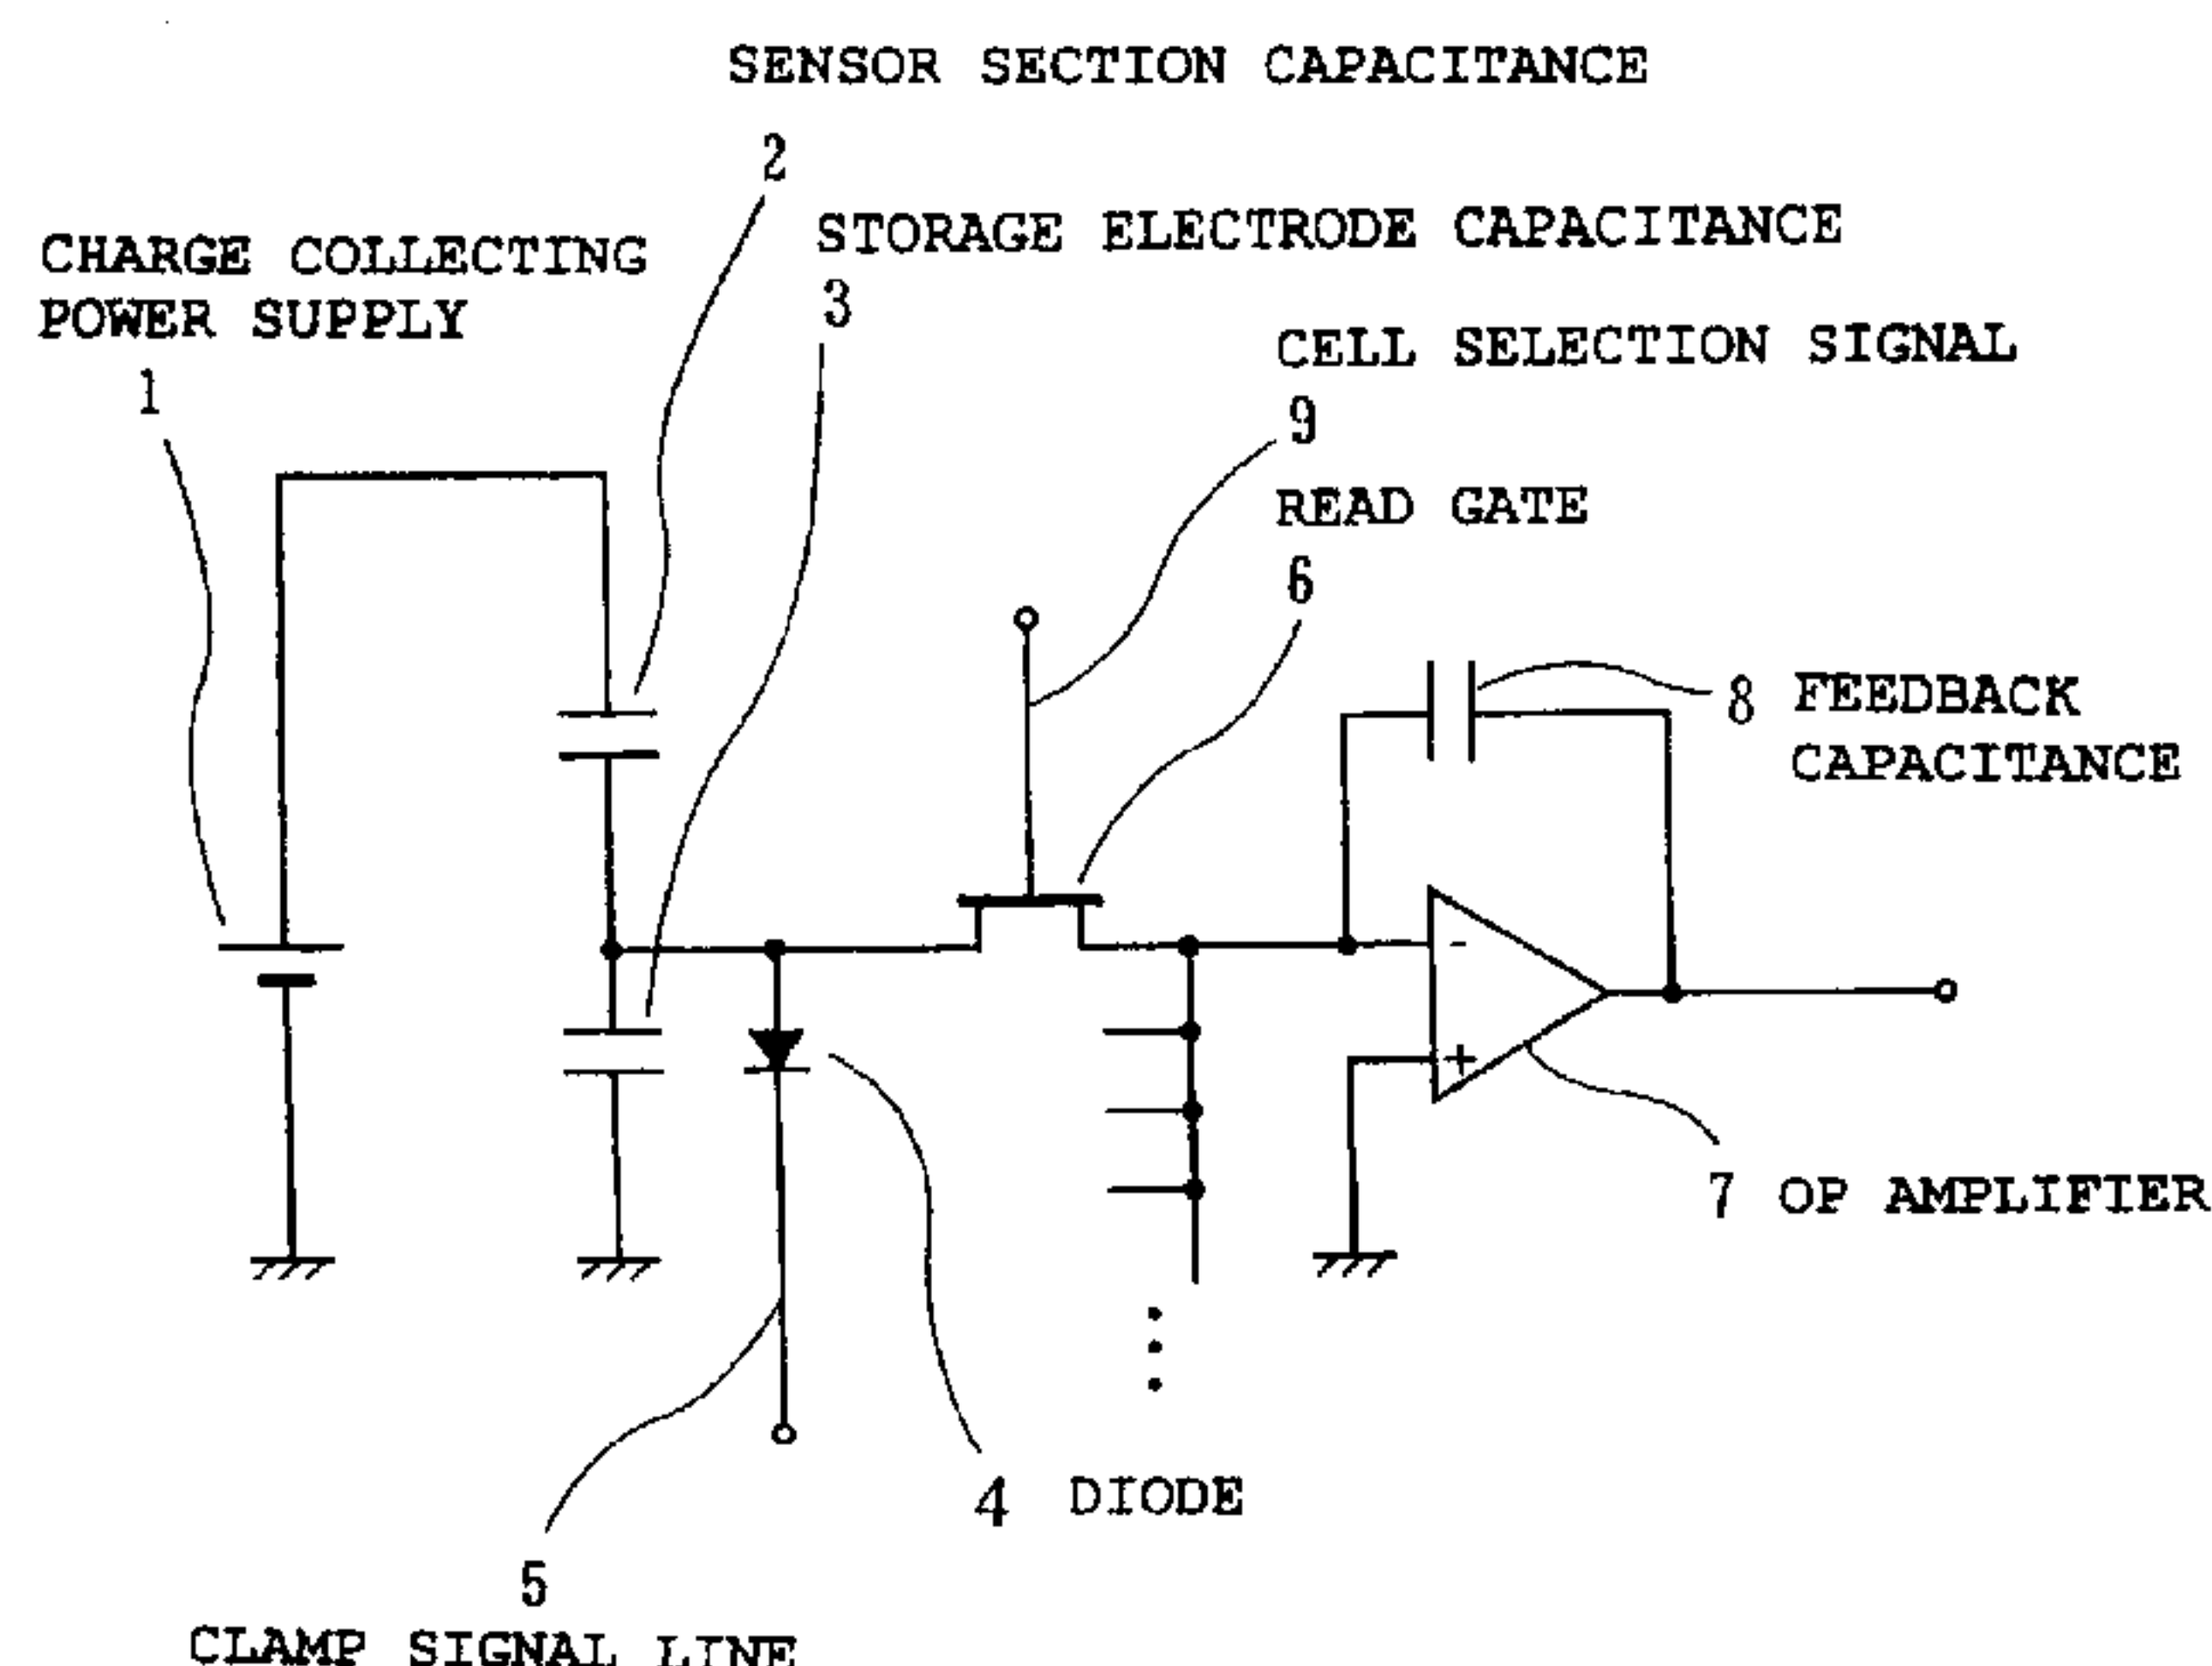 SENSOR SECTION CAPACITANCE
2
STORAGE ELECTRODE CAPACITANCE
3
CHARGE COLLECTING
POWER SUPPLY
1
CELL SELECTION SIGNAL
9
READ GATE
6
8 FEEDBACK
CAPACITANCE
-
+
7 OP AMPLIFIER
4 DIODE
5
CLAMP SIGNAL LINE